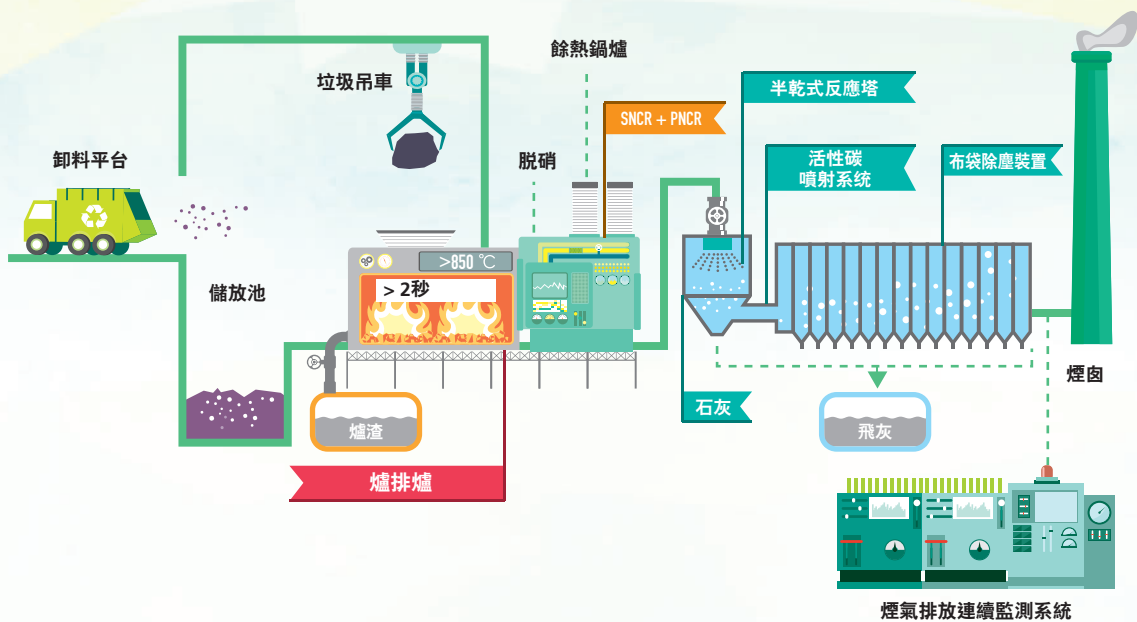 餘熱鍋爐
垃圾吊車
半乾式反應塔
SNCR + PNCR
卸料平台
脱硝
活性碳
噴射系统
布袋除塵裝置
>850 ℃
> 2秒
儲放池
煙囱
石灰
爐渣
飛灰
爐排爐
煙氣排放連續監測系統